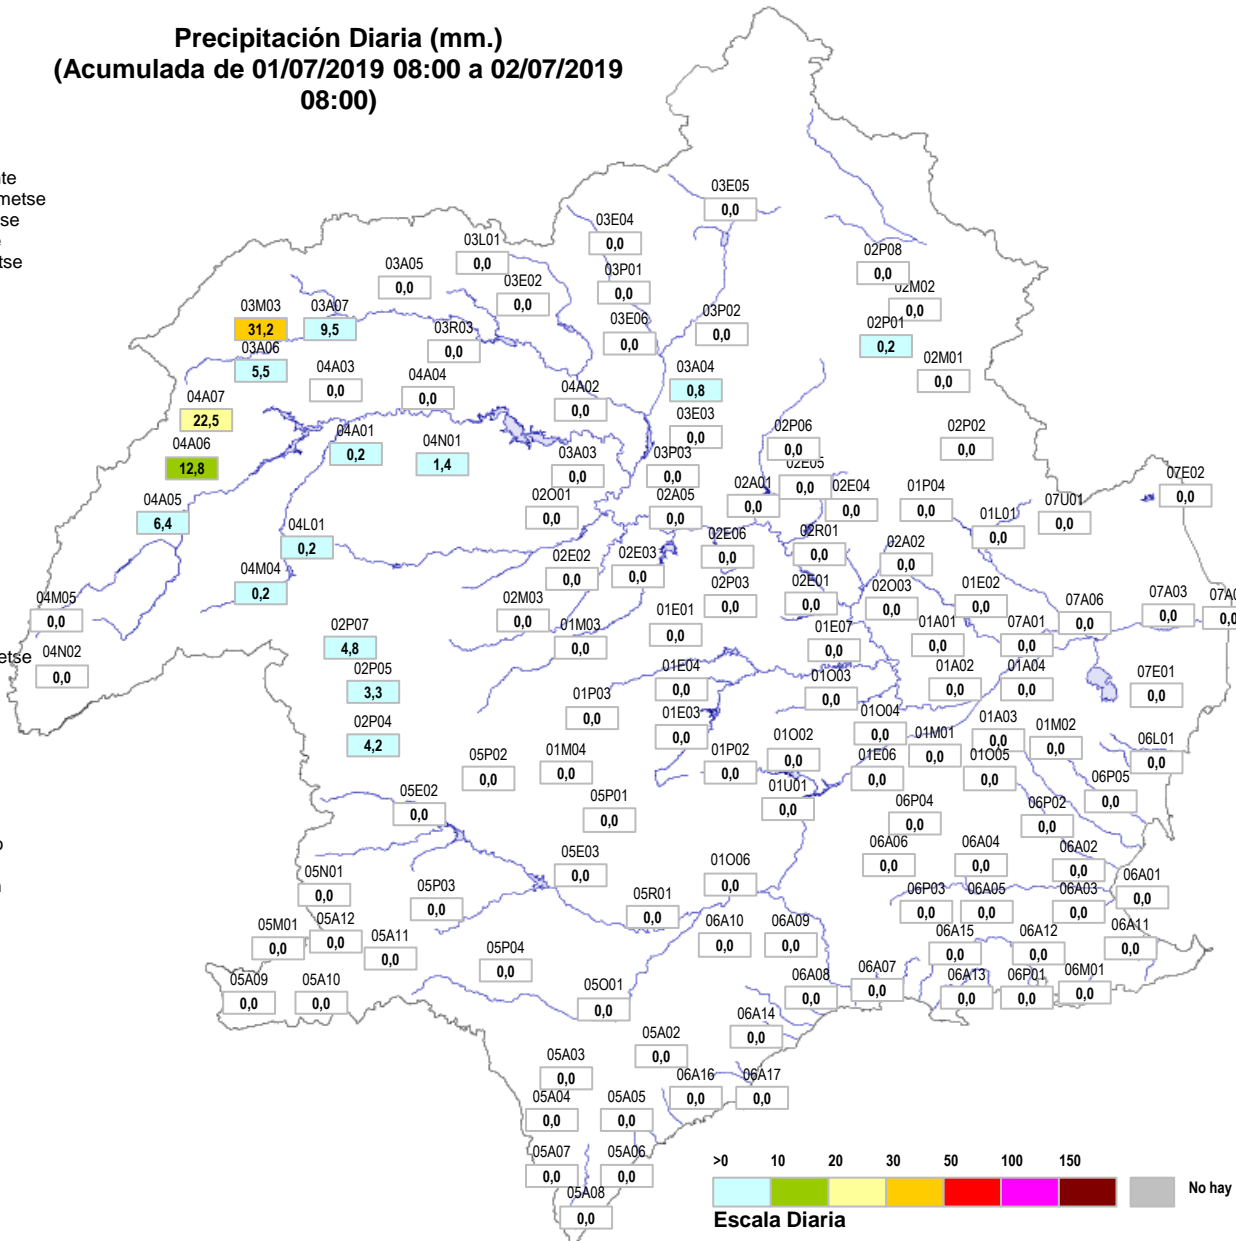 Precipitación Diaria (mm.)
(Acumulada de 01/07/2019 08:00 a 02/07/2019
08:00)
nte
metse
se
e
tse
03E05
0,0
03E04
0,0
03L01
0,0
02P08
0,0
03A05
0,0
03P01
0,0
03E02
0,0
02M02
0,0
03M03
31,2
03A07
9,5
03E06
0,0
03P02
0,0
02P01
0,2
03R03
0,0
03A06
5,5
04A03
0,0
04A04
0,0
03A04
0,8
02M01
0,0
04A02
0,0
04A07
22,5
03E03
0,0
04A01
0,2
04N01
1,4
02P06
0,0
02P02
0,0
04A06
12,8
03A03
0,0
03P03
0,0
02E05
0,0
07E02
0,0
04A05
6,4
02O01
0,0
02A05
0,0
02A01
0,0
02E04
0,0
01P04
0,0
01L01
0,0
07U01
0,0
04L01
0,2
02E02
0,0
02E03
0,0
02E06
0,0
02R01
0,0
02A02
0,0
04M04
0,2
02P03
0,0
02E01
0,0
02O03
0,0
01E02
0,0
07A06
0,0
07A03
0,0
07A0
0,0
04M05
0,0
02M03
0,0
01M03
0,0
01E01
0,0
01E07
0,0
01A01
0,0
07A01
0,0
02P07
4,8
etse
04N02
0,0
02P05
3,3
01P03
0,0
01E04
0,0
01O03
0,0
01A02
0,0
01A04
0,0
07E01
0,0
02P04
4,2
01E03
0,0
01O04
0,0
01A03
0,0
01M02
0,0
05P02
0,0
01M04
0,0
01P02
0,0
01O02
0,0
01E06
0,0
01M01
0,0
01O05
0,0
06L01
0,0
05E02
0,0
05P01
0,0
01U01
0,0
06P04
0,0
06P02
0,0
06P05
0,0
o
05E03
0,0
01O06
0,0
06A06
0,0
06A04
0,0
06A02
0,0
n
05N01
0,0
05P03
0,0
05R01
0,0
06P03
0,0
06A05
0,0
06A03
0,0
06A01
0,0
05M01
0,0
05A12
0,0
05A11
0,0
06A10
0,0
06A09
0,0
06A15
0,0
06A12
0,0
06A11
0,0
05P04
0,0
05A09
0,0
05A10
0,0
05O01
0,0
06A08
0,0
06A07
0,0
06A13
0,0
06P01
0,0
06M01
0,0
06A14
0,0
05A02
0,0
05A03
0,0
06A16
0,0
06A17
0,0
05A04
0,0
05A05
0,0
05A07
0,0
05A06
0,0
05A08
0,0
>0 10 20 30 50 100 150
No hay
Escala Diaria